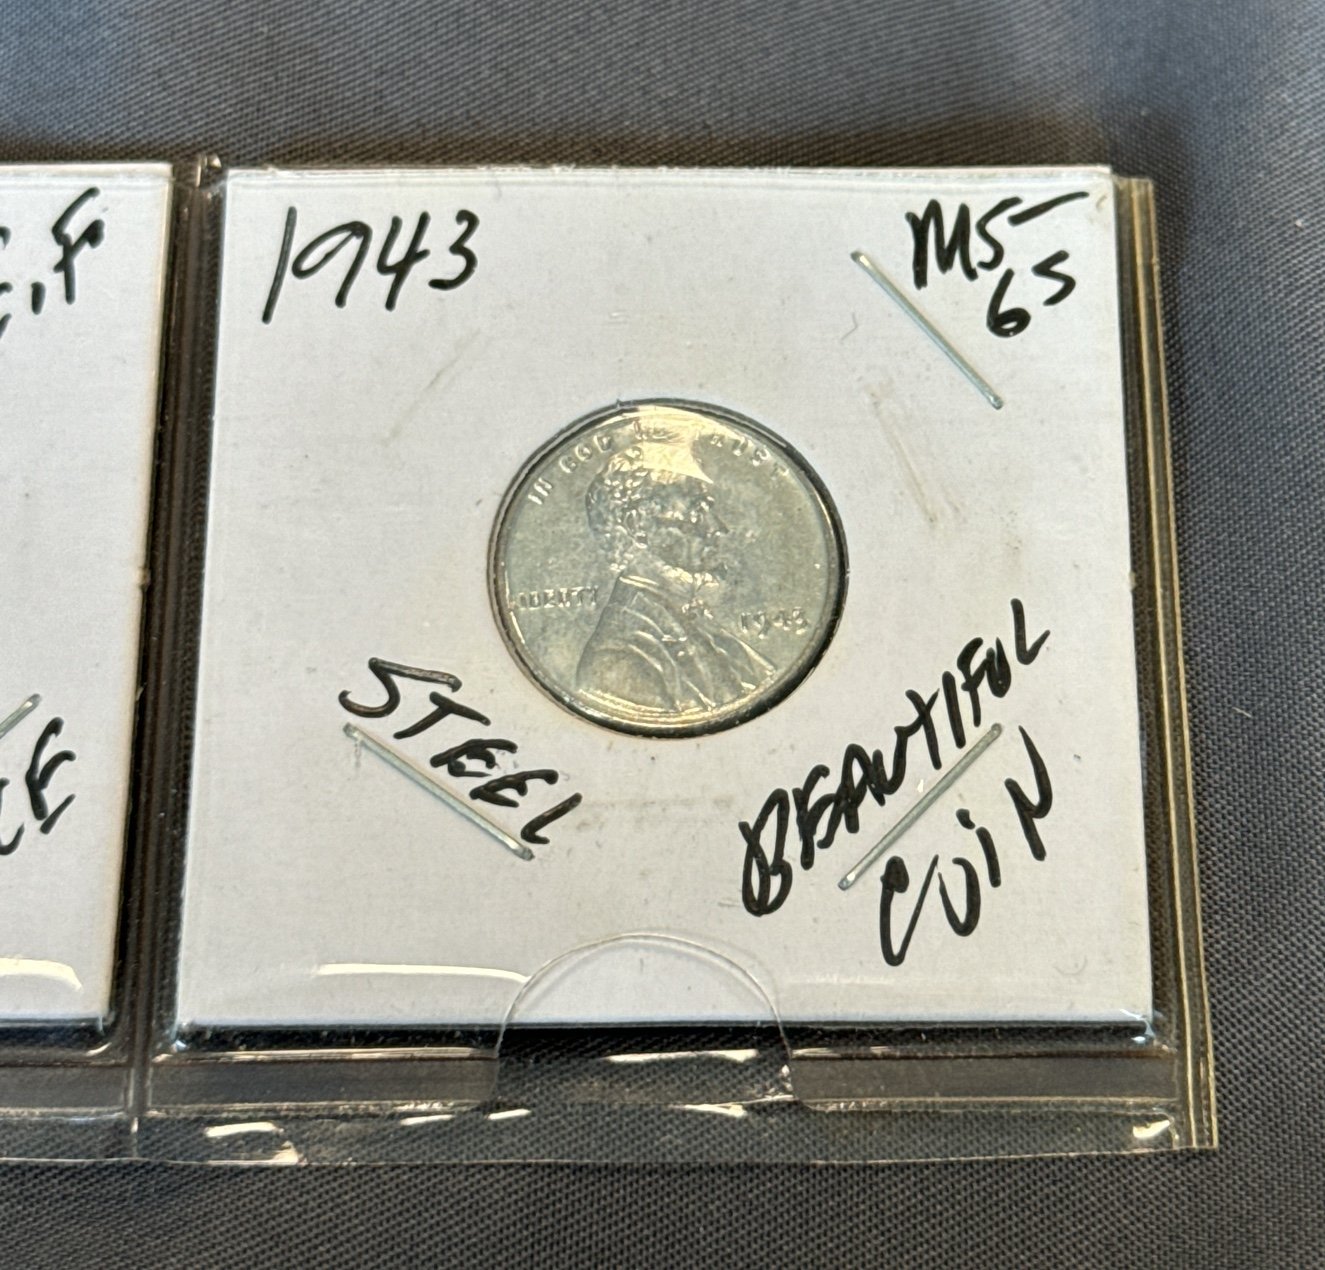 1943
MS-
65
IN GOD WE TRUST
LIBERTY
1943
STEEL
BEAUTIFUL
COIN